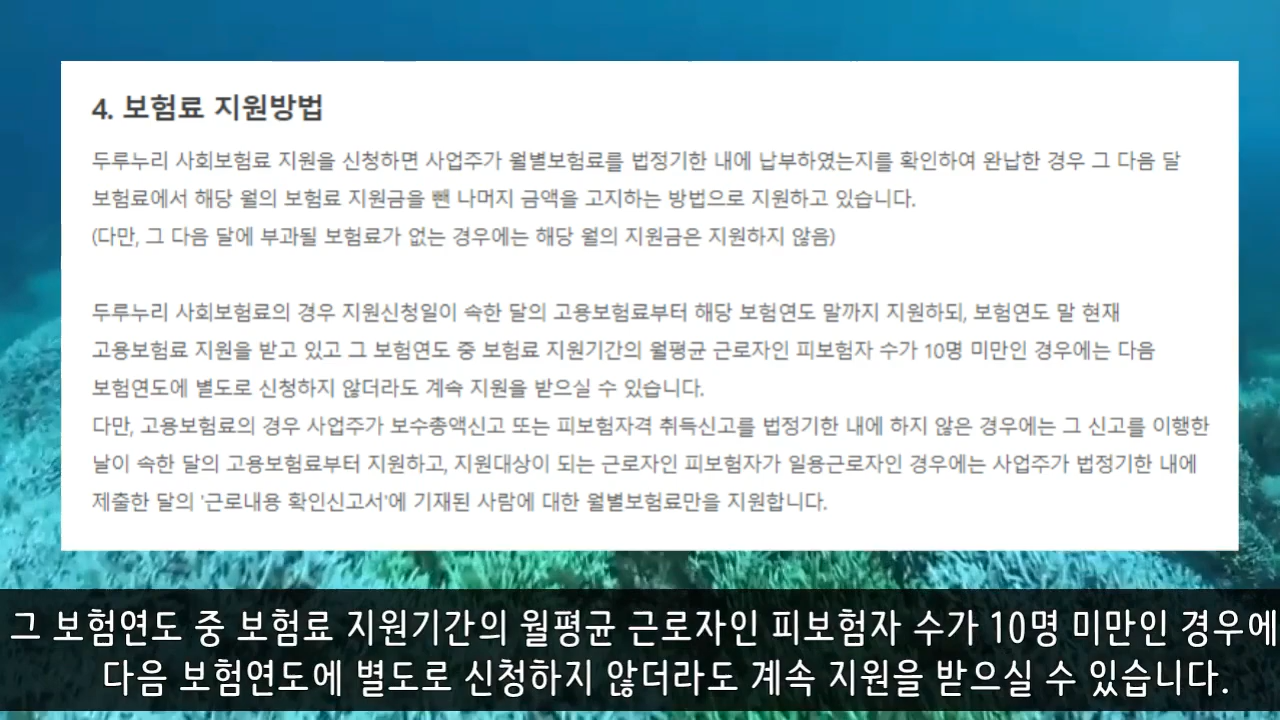 4. 보험료 지원방법
두루누리 사회보험료 지원을 신청하면 사업주가 월별보험료를 법정기한 내에 납부하였는지를 확인하여 완납한 경우 그 다음 달
보험료에서 해당 월의 보험료 지원금을 뺀 나머지 금액을 고지하는 방법으로 지원하고 있습니다.
(다만, 그 다음 달에 부과될 보험료가 없는 경우에는 해당 월의 지원금은 지원하지 않음)
두루누리 사회보험료의 경우 지원신청일이 속한 달의 고용보험료부터 해당 보험연도 말까지 지원하되, 보험연도 말 현재
고용보험료 지원을 받고 있고 그 보험연도 중 보험료 지원기간의 월평균 근로자인 피보험자 수가 10명 미만인 경우에는 다음
보험연도에 별도로 신청하지 않더라도 계속 지원을 받으실 수 있습니다.
다만, 고용보험료의 경우 사업주가 보수총액신고 또는 피보험자격 취득신고를 법정기한 내에 하지 않은 경우에는 그 신고를 이행한
날이 속한 달의 고용보험료부터 지원하고, 지원대상이 되는 근로자인 피보험자가 일용근로자인 경우에는 사업주가 법정기한 내에
제출한 달의 '근로내용 확인신고서'에 기재된 사람에 대한 월별보험료만을 지원합니다.
그 보험연도 중 보험료 지원기간의 월평균 근로자인 피보험자 수가 10명 미만인 경우에
다음 보험연도에 별도로 신청하지 않더라도 계속 지원을 받으실 수 있습니다.